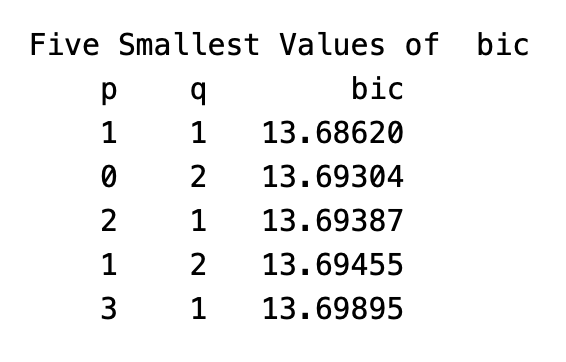 Five Smallest Values of  bic
p q bic
1 1 13.68620
0 2 13.69304
2 1 13.69387
1 2 13.69455
3 1 13.69895